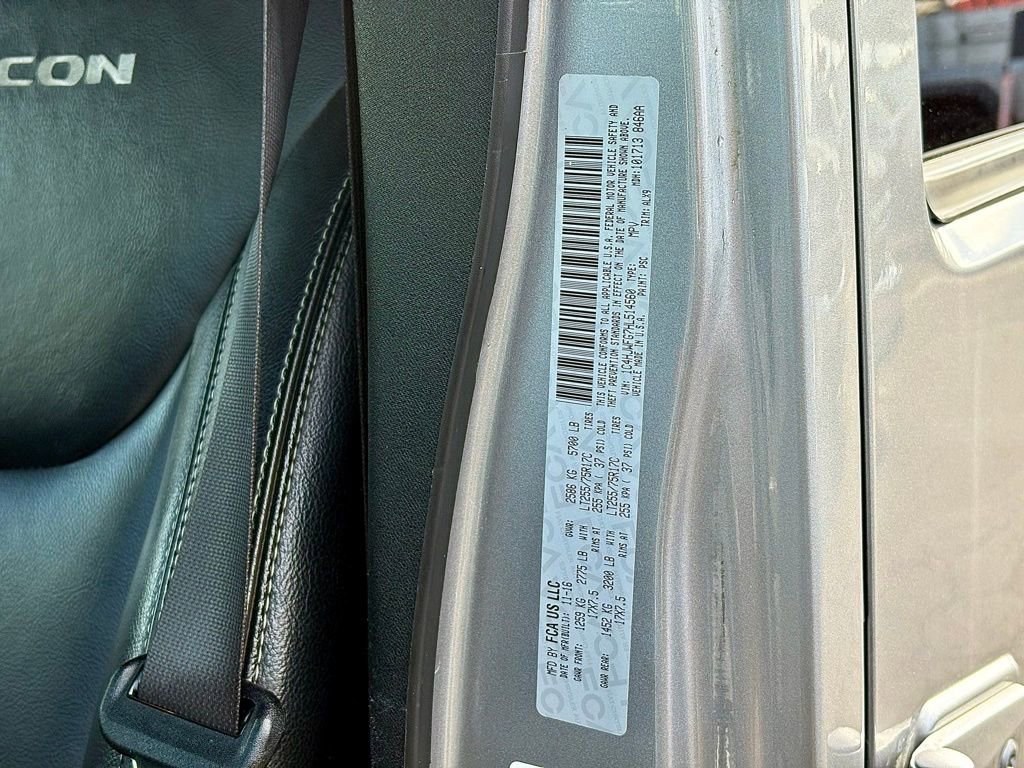 CON
MFD BY FCA US LLC
DATE OF MFR(BUILT): 11-16 GVWR: 2586 KG 5700 LB
GAWR FRONT: 1259 KG 2775 LB WITH LT255/75R17C TIRES
17X7.5 RIMS AT 255 KPA ( 37 PSI) COLD
GAWR REAR: 1452 KG 3200 LB WITH LT255/75R17C TIRES
17X7.5 RIMS AT 255 KPA ( 37 PSI) COLD
THIS VEHICLE CONFORMS TO ALL APPLICABLE U.S.A. FEDERAL MOTOR VEHICLE SAFETY AND
THEFT PREVENTION STANDARDS IN EFFECT ON THE DATE OF MANUFACTURE SHOWN ABOVE.
VIN: 1C4HJWFG7HL514560 TYPE: MPV MDH: 101713 846AA
VEHICLE MADE IN U.S.A. PAINT: PSC TRIM: ALX9